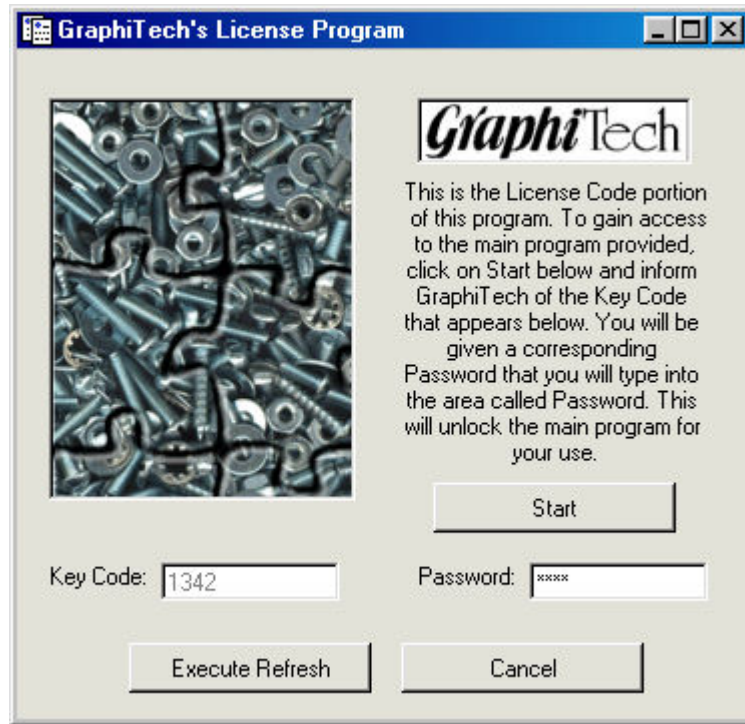 GraphiTech's License Program
GraphiTech
This is the License Code portion
of this program. To gain access
to the main program provided,
click on Start below and inform
GraphiTech of the Key Code
that appears below. You will be
given a corresponding
Password that you will type into
the area called Password. This
will unlock the main program for
your use.
Start
Key Code: 1342 Password: ****
Execute Refresh Cancel